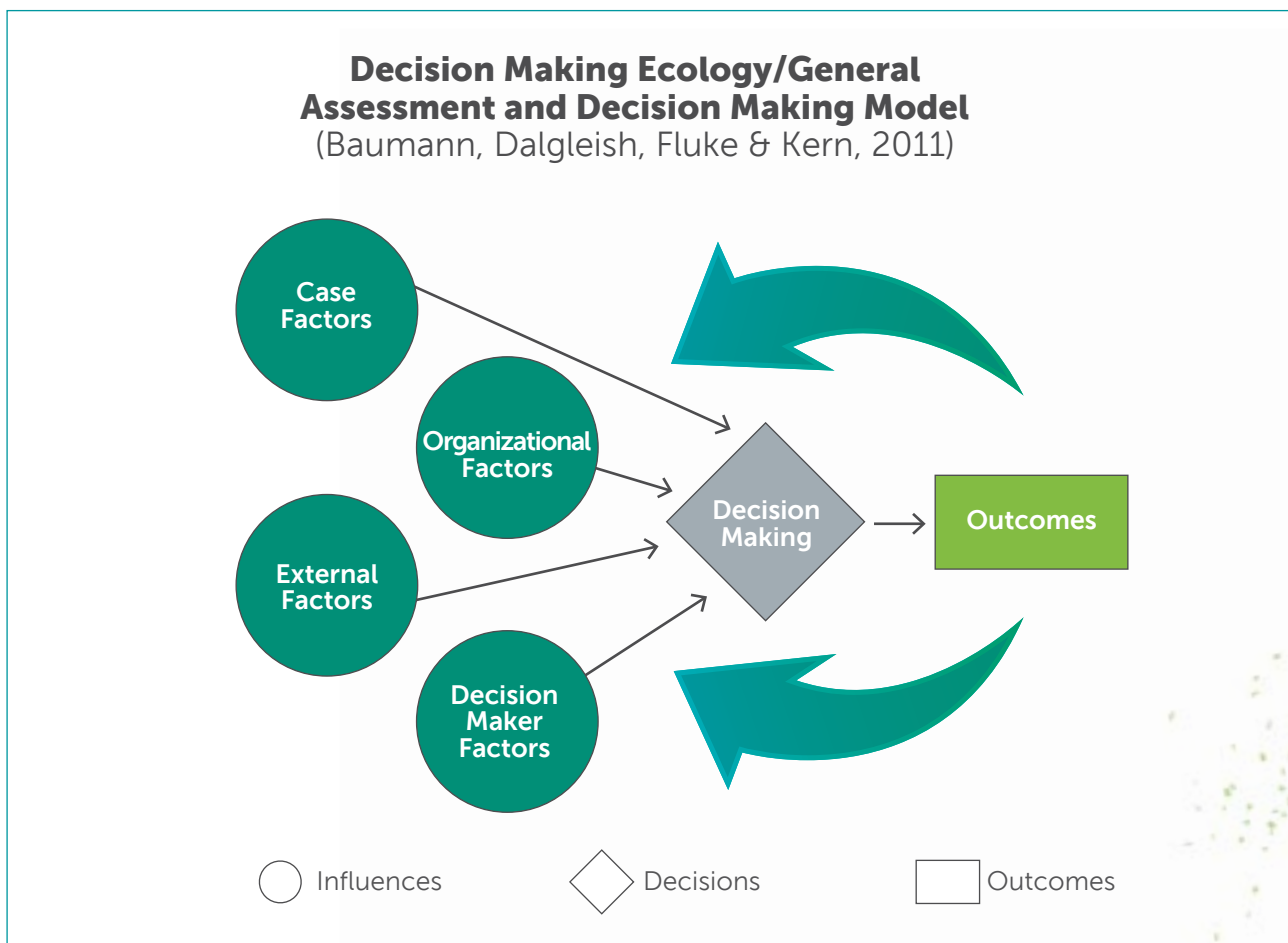 Decision Making Ecology/General
Assessment and Decision Making Model
(Baumann, Dalgleish, Fluke & Kern, 2011)
Case
Factors
Organizational
Factors
External
Factors
Decision
Maker
Factors
Decision
Making
Outcomes
Influences
Decisions
Outcomes